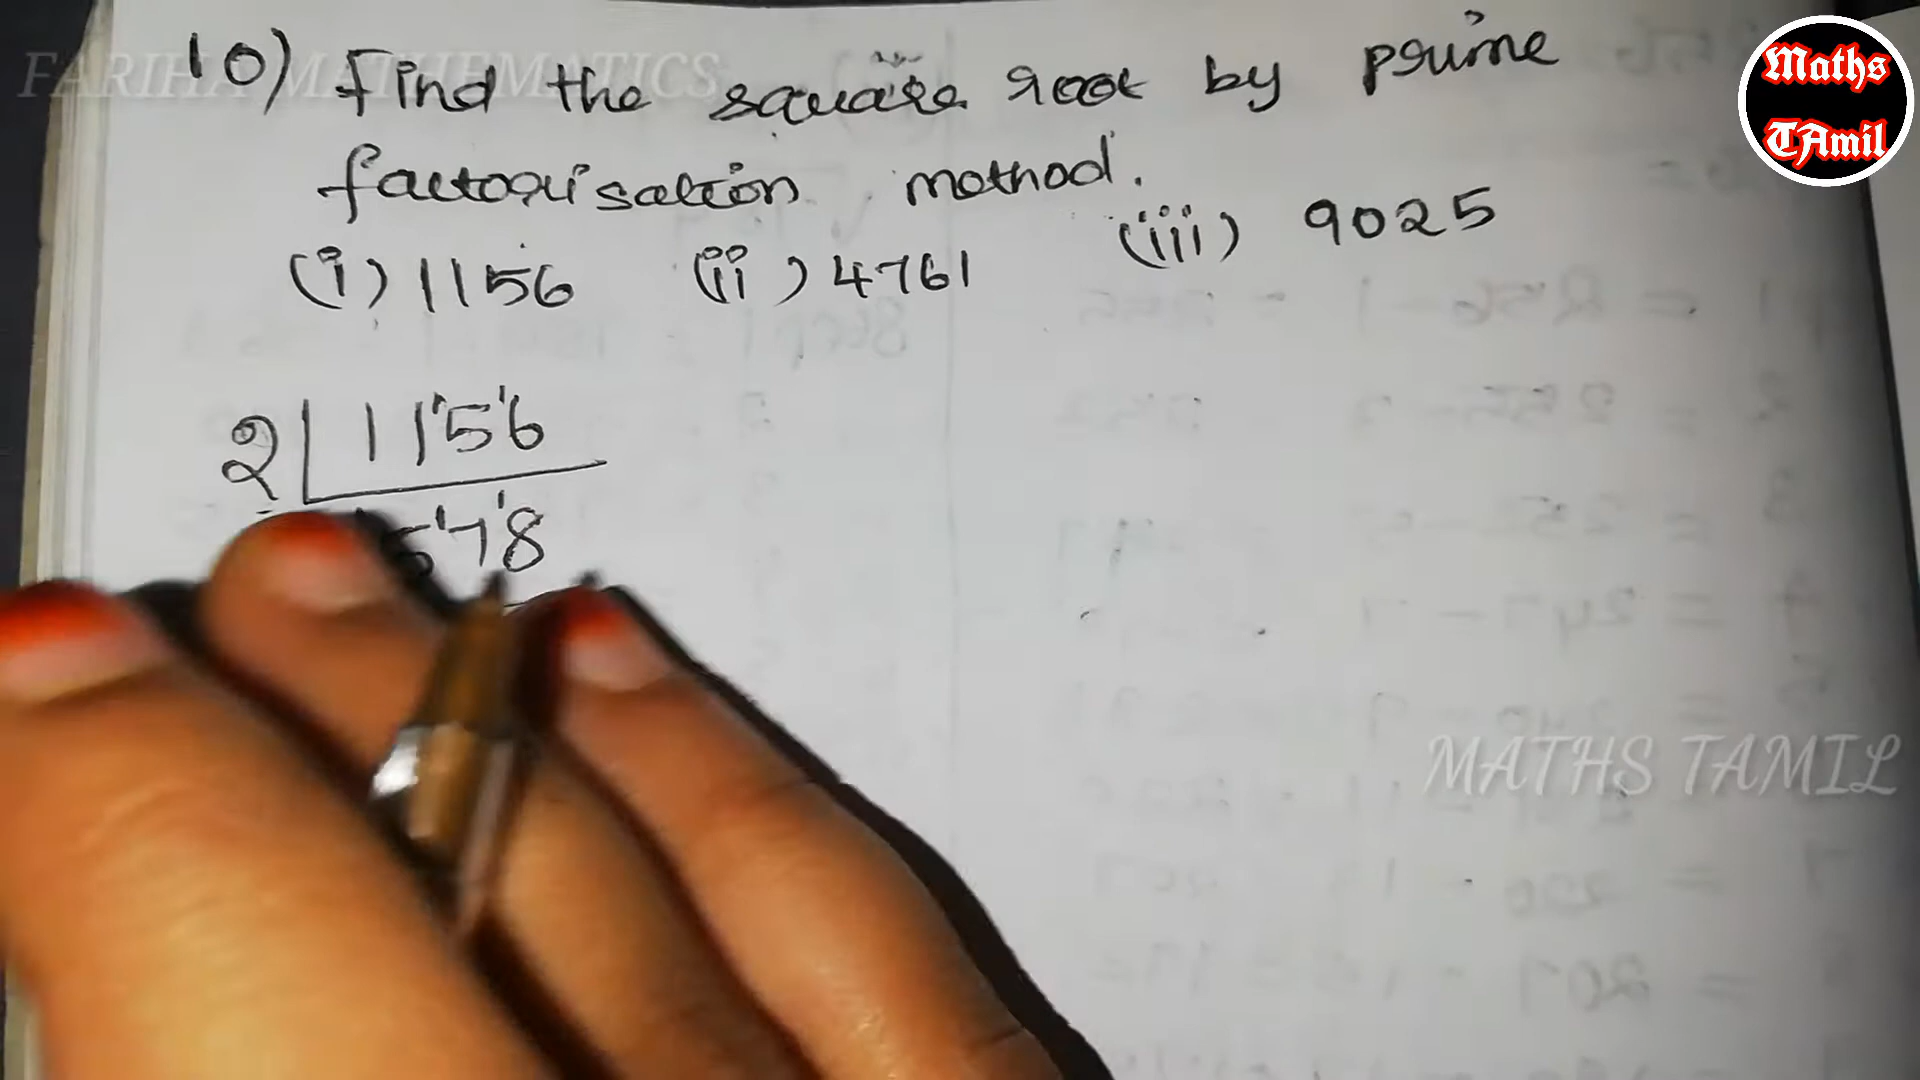 FARIHA MATHEMATICS
Maths
TAmil
10) Find the square root by prime
factorisation method.
(i) 1156 (ii) 4761 (iii) 9025
2 1156
578
MATHS TAMIL